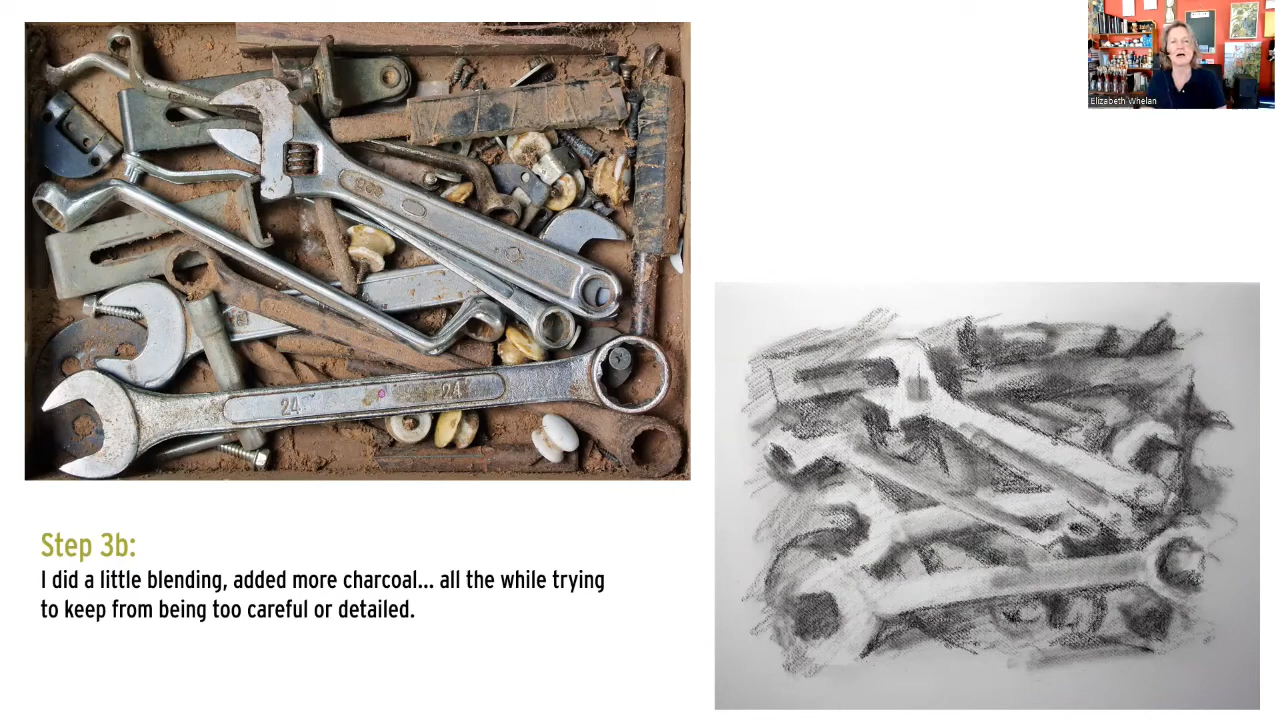 Elizabeth Whelan
24
24
Step 3b:
I did a little blending, added more charcoal... all the while trying
to keep from being too careful or detailed.